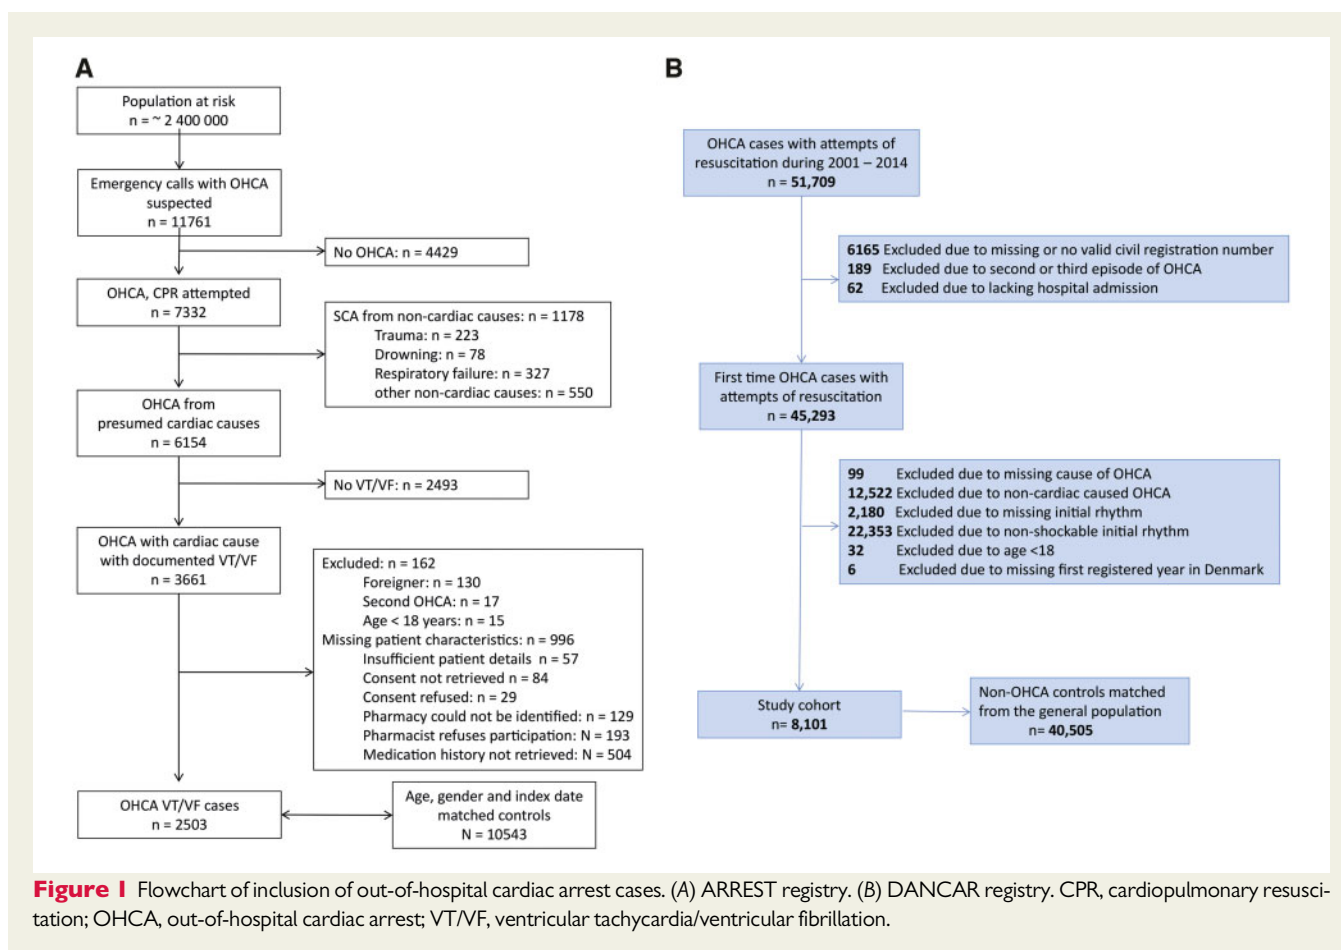 A
Population at risk
n = ~ 2 400 000
Emergency calls with OHCA
suspected
n = 11761
No OHCA: n = 4429
OHCA, CPR attempted
n = 7332
SCA from non-cardiac causes: n = 1178
Trauma: n = 223
Drowning: n = 78
Respiratory failure: n = 327
other non-cardiac causes: n = 550
OHCA from
presumed cardiac causes
n = 6154
No VT/VF: n = 2493
OHCA with cardiac cause
with documented VT/VF
n = 3661
Excluded: n = 162
Foreigner: n = 130
Second OHCA: n = 17
Age < 18 years: n = 15
Missing patient characteristics: n = 996
Insufficient patient details n = 57
Consent not retrieved n = 84
Consent refused: n = 29
Pharmacy could not be identified: n = 129
Pharmacist refuses participation: N = 193
Medication history not retrieved: N = 504
OHCA VT/VF cases
n = 2503
Age, gender and index date
matched controls
N = 10543
B
OHCA cases with attempts of
resuscitation during 2001 – 2014
n = 51,709
6165 Excluded due to missing or no valid civil registration number
189 Excluded due to second or third episode of OHCA
62 Excluded due to lacking hospital admission
First time OHCA cases with
attempts of resuscitation
n = 45,293
99 Excluded due to missing cause of OHCA
12,522 Excluded due to non-cardiac caused OHCA
2,180 Excluded due to missing initial rhythm
22,353 Excluded due to non-shockable initial rhythm
32 Excluded due to age <18
6 Excluded due to missing first registered year in Denmark
Study cohort
n= 8,101
Non-OHCA controls matched
from the general population
n= 40,505
Figure 1 Flowchart of inclusion of out-of-hospital cardiac arrest cases. (A) ARREST registry. (B) DANCAR registry. CPR, cardiopulmonary resusci-
tation; OHCA, out-of-hospital cardiac arrest; VT/VF, ventricular tachycardia/ventricular fibrillation.